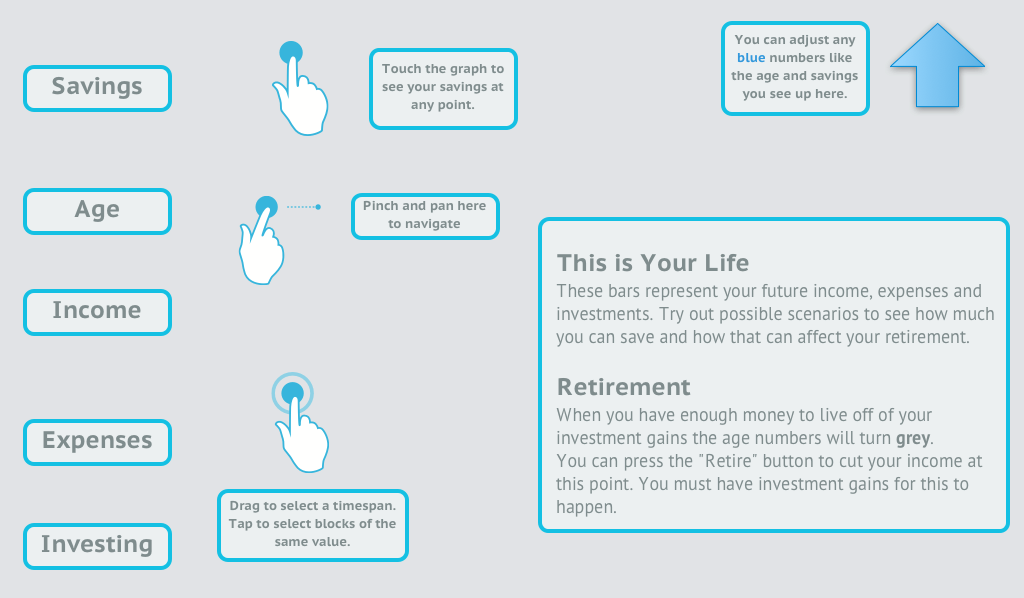 Savings
Touch the graph to
see your savings at
any point.
You can adjust any
blue numbers like
the age and savings
you see up here.
Age
Pinch and pan here
to navigate
Income
Expenses
Drag to select a timespan.
Tap to select blocks of the
same value.
Investing
This is Your Life
These bars represent your future income, expenses and
investments. Try out possible scenarios to see how much
you can save and how that can affect your retirement.
Retirement
When you have enough money to live off of your
investment gains the age numbers will turn grey.
You can press the "Retire" button to cut your income at
this point. You must have investment gains for this to
happen.